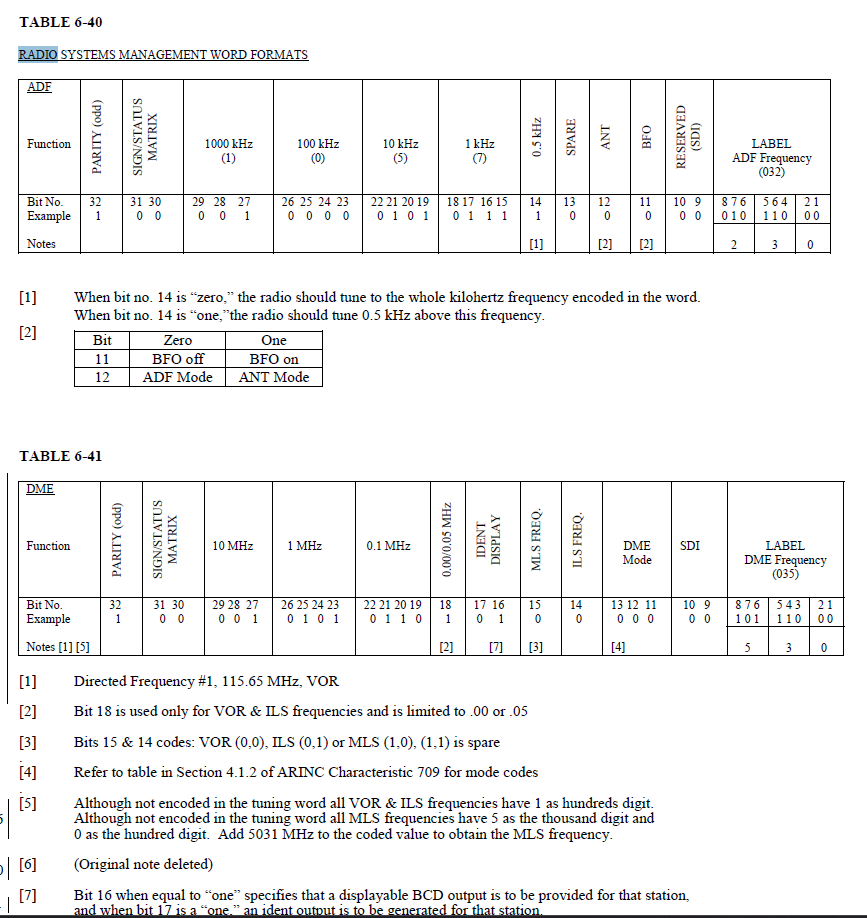 TABLE 6-40
RADIO SYSTEMS MANAGEMENT WORD FORMATS
ADF
Function PARITY (odd) SIGN/STATUS MATRIX 1000 kHz (1) 100 kHz (0) 10 kHz (5) 1 kHz (7) 0.5 kHz SPARE ANT BFO RESERVED (SDI) LABEL ADF Frequency (032)
Bit No. 32 31 30 29 28 27 26 25 24 23 22 21 20 19 18 17 16 15 14 13 12 11 10 9 8 7 6 5 6 4 2 1
Example 1 0 0 0 0 1 0 0 0 0 0 1 0 1 0 1 1 1 1 0 0 0 0 0 0 1 0 1 1 0 0 0
Notes [1] [2] [2] 2 3 0
[1] When bit no. 14 is “zero,” the radio should tune to the whole kilohertz frequency encoded in the word.
When bit no. 14 is “one,”the radio should tune 0.5 kHz above this frequency.
[2]
Bit Zero One
11 BFO off BFO on
12 ADF Mode ANT Mode
TABLE 6-41
DME
Function PARITY (odd) SIGN/STATUS MATRIX 10 MHz 1 MHz 0.1 MHz 0.00/0.05 MHz IDENT DISPLAY MLS FREQ. ILS FREQ. DME Mode SDI LABEL DME Frequency (035)
Bit No. 32 31 30 29 28 27 26 25 24 23 22 21 20 19 18 17 16 15 14 13 12 11 10 9 8 7 6 5 4 3 2 1
Example 1 0 0 0 0 1 0 1 0 1 0 1 1 0 1 0 1 0 0 0 0 0 0 0 1 0 1 1 1 0 0 0
Notes [1] [5] [2] [7] [3] [4] 5 3 0
[1] Directed Frequency #1, 115.65 MHz, VOR
[2] Bit 18 is used only for VOR & ILS frequencies and is limited to .00 or .05
[3] Bits 15 & 14 codes: VOR (0,0), ILS (0,1) or MLS (1,0), (1,1) is spare
[4] Refer to table in Section 4.1.2 of ARINC Characteristic 709 for mode codes
[5] Although not encoded in the tuning word all VOR & ILS frequencies have 1 as hundreds digit.
Although not encoded in the tuning word all MLS frequencies have 5 as the thousand digit and
0 as the hundred digit. Add 5031 MHz to the coded value to obtain the MLS frequency.
[6] (Original note deleted)
[7] Bit 16 when equal to “one” specifies that a displayable BCD output is to be provided for that station,
and when bit 17 is a “one,” an ident output is to be generated for that station.